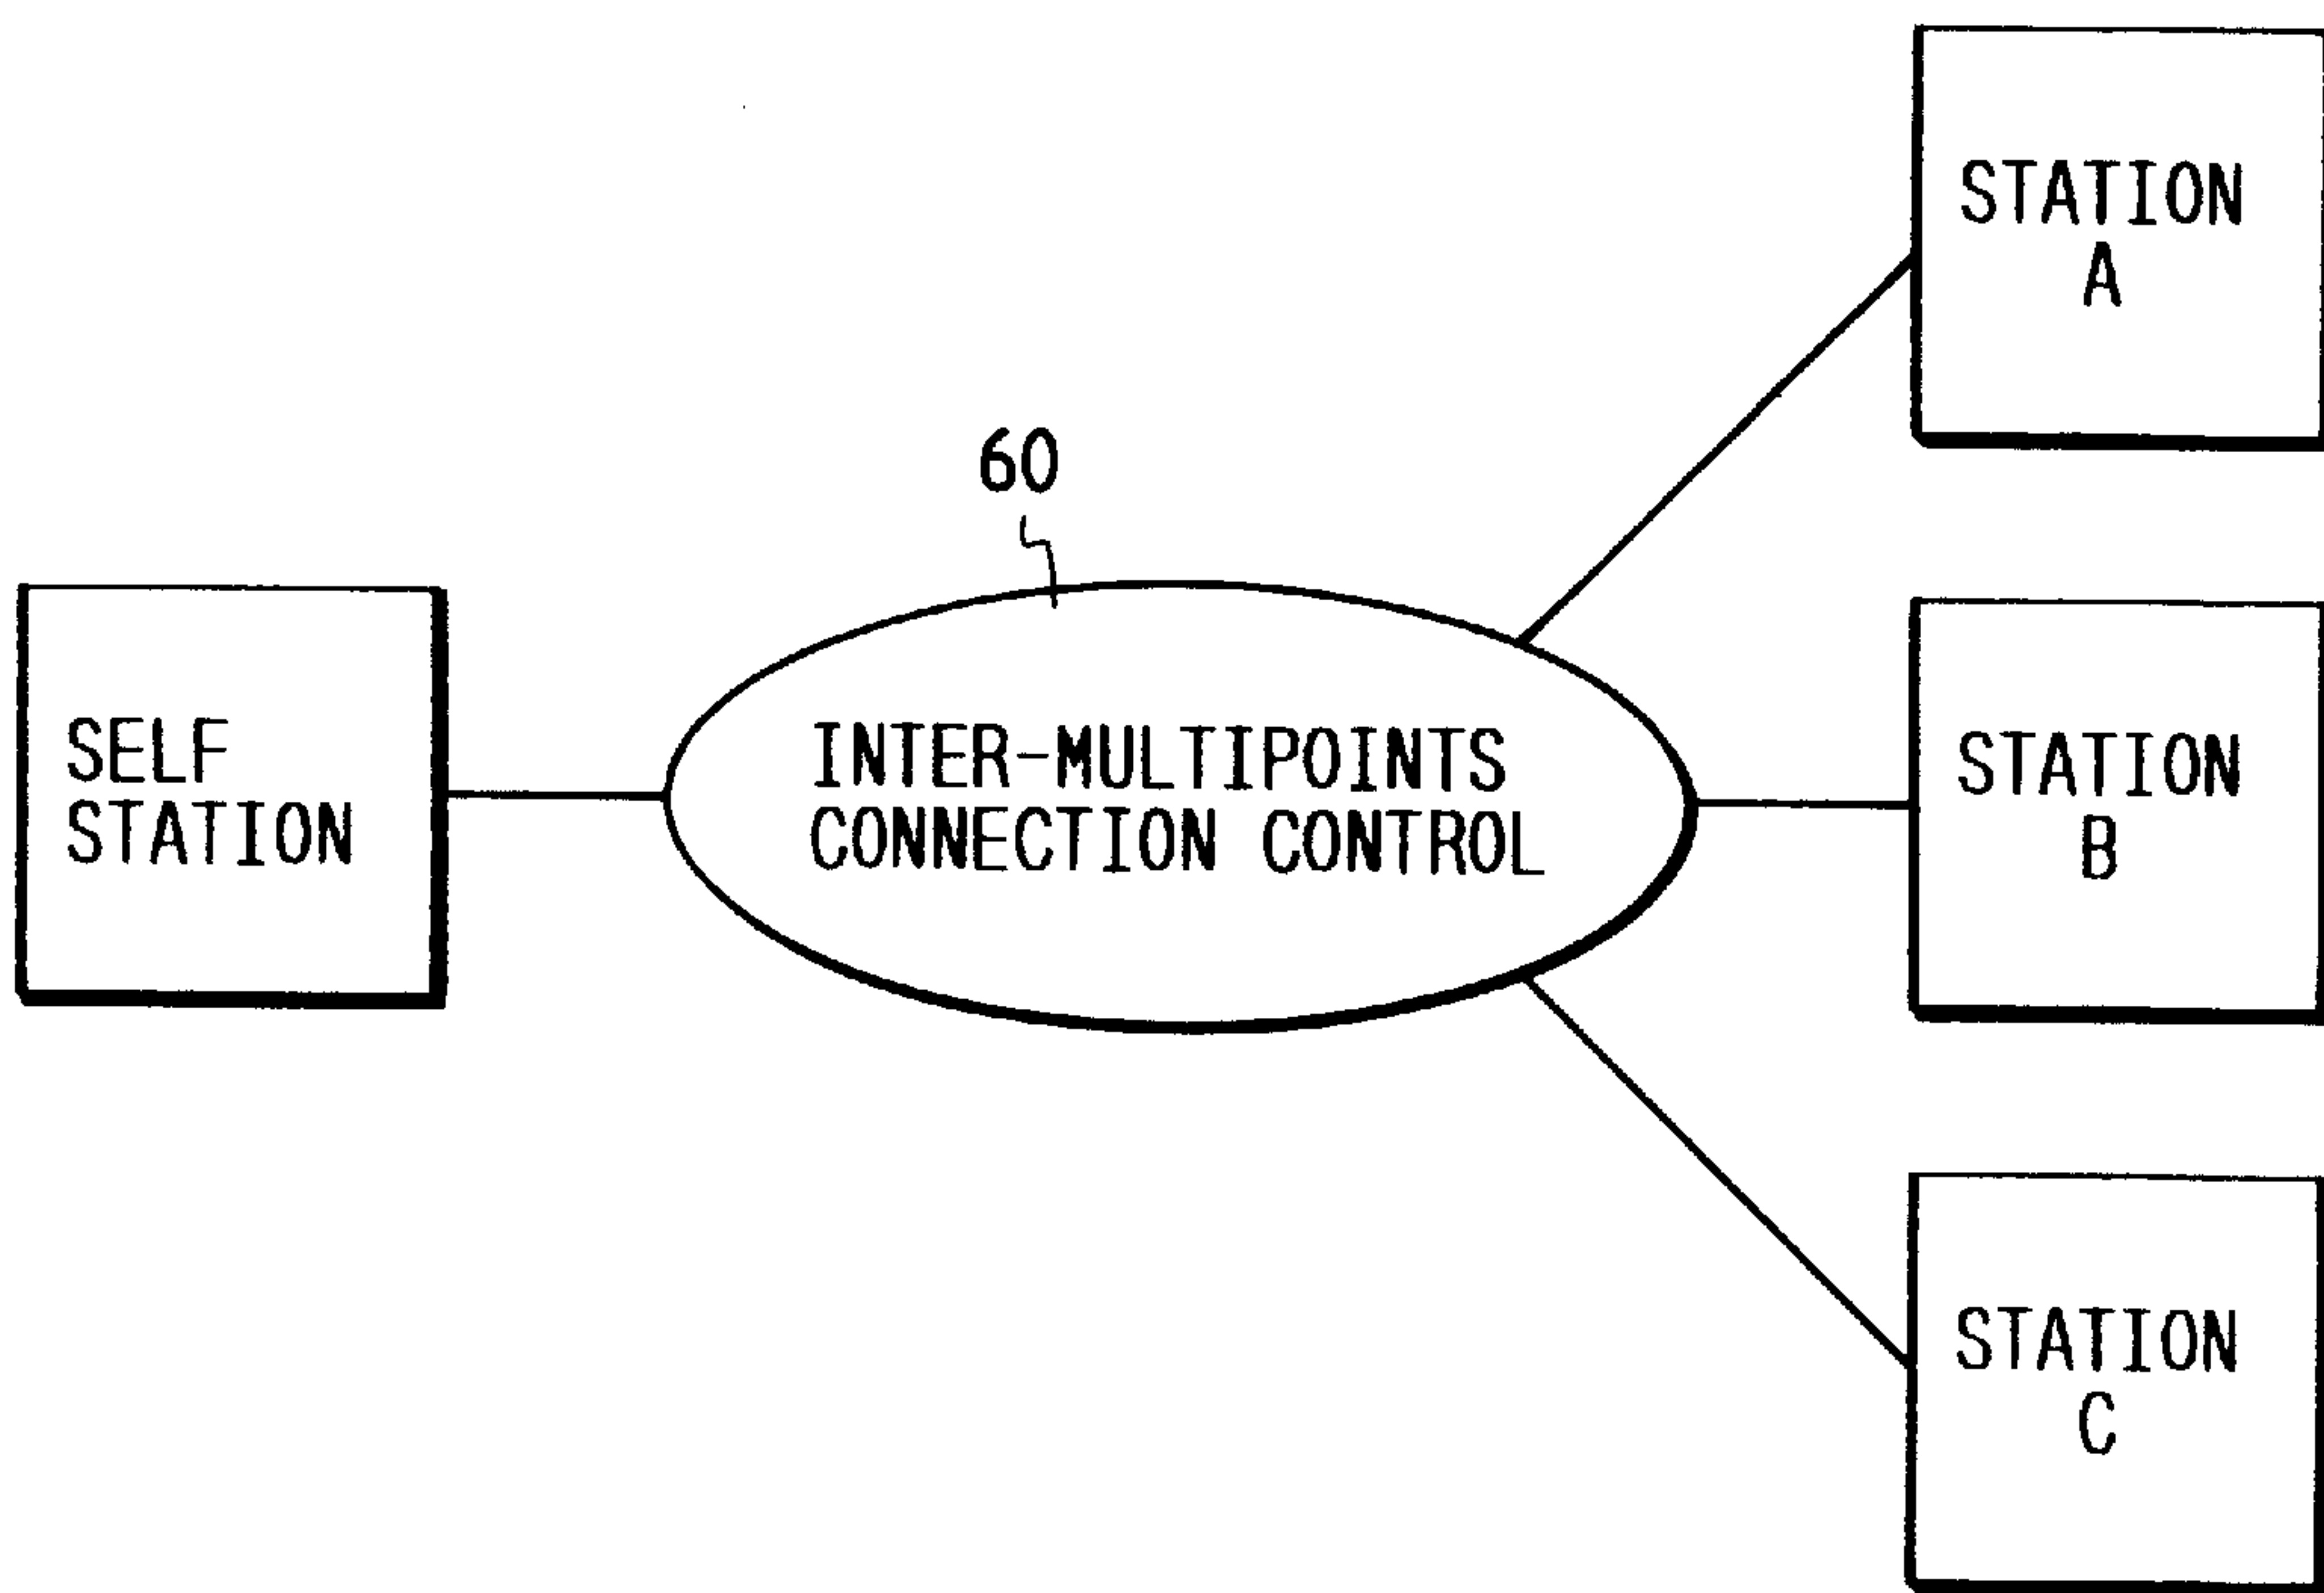 STATION
A
60
SELF
STATION
INTER-MULTIPOINTS
CONNECTION CONTROL
STATION
B
STATION
C